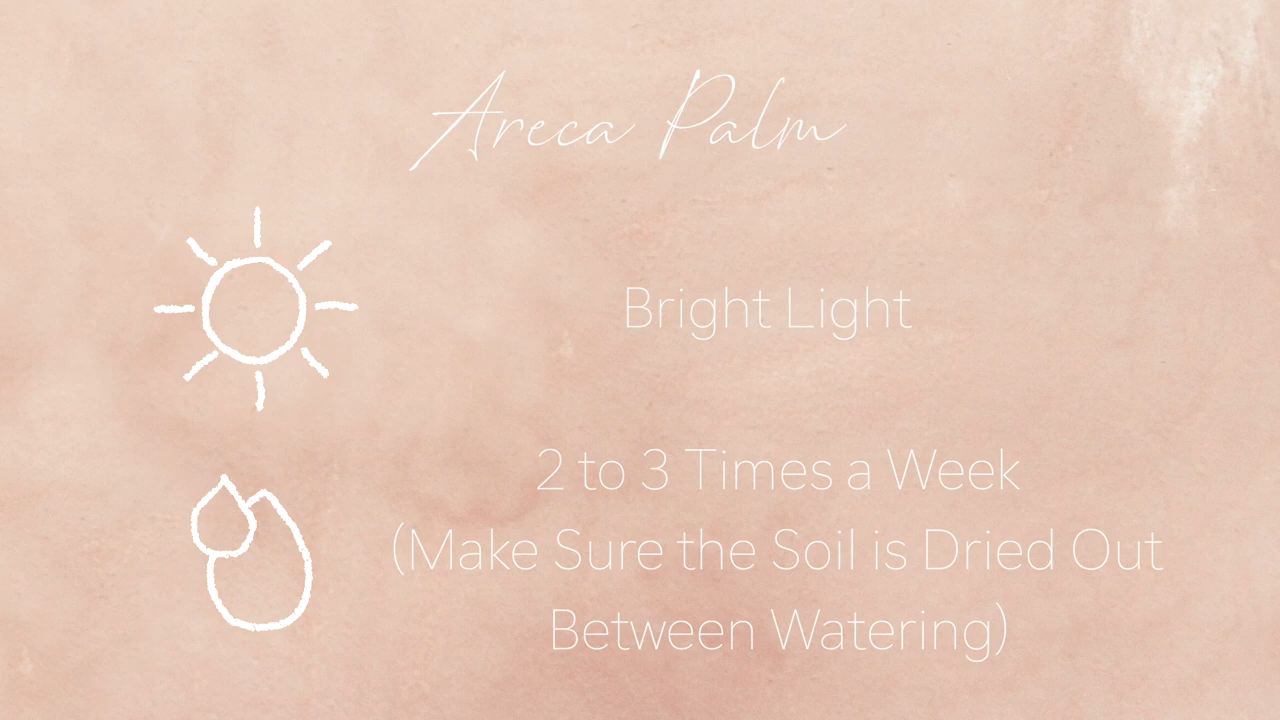 Areca Palm
Bright Light
2 to 3 Times a Week
(Make Sure the Soil is Dried Out
Between Watering)